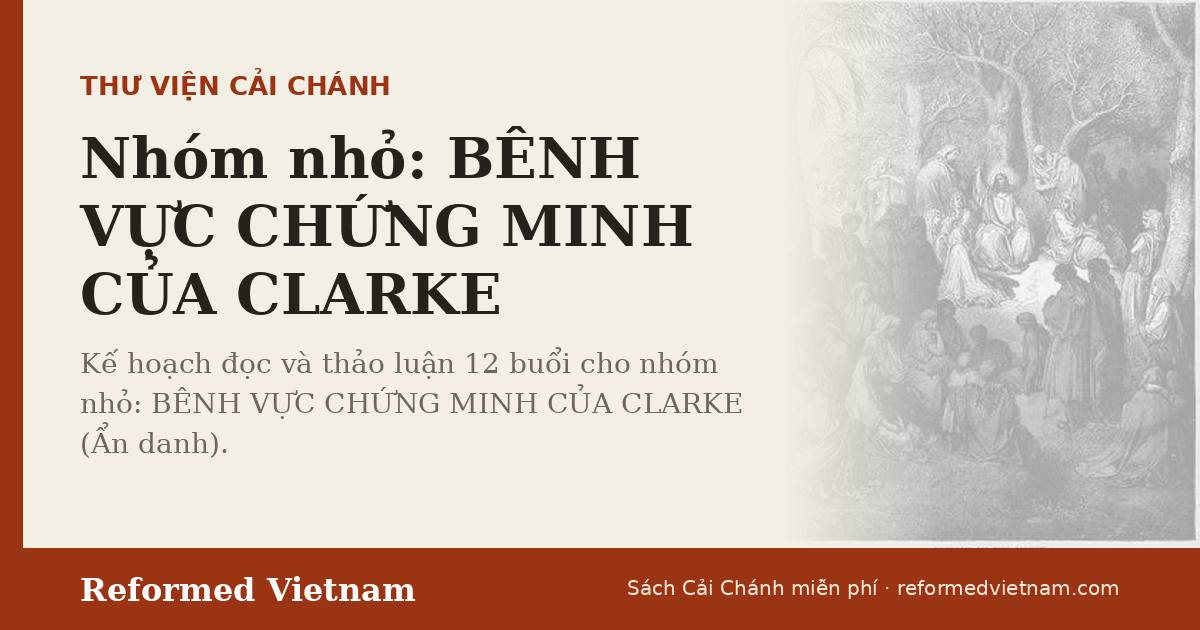 THƯ VIỆN CẢI CHÁNH
Nhóm nhỏ: BÊNH
VỰC CHỨNG MINH
CỦA CLARKE
Kế hoạch đọc và thảo luận 12 buổi cho nhóm
nhỏ: BÊNH VỰC CHỨNG MINH CỦA CLARKE
(Ẩn danh).
Reformed Vietnam
Sách Cải Chánh miễn phí · reformedvietnam.com